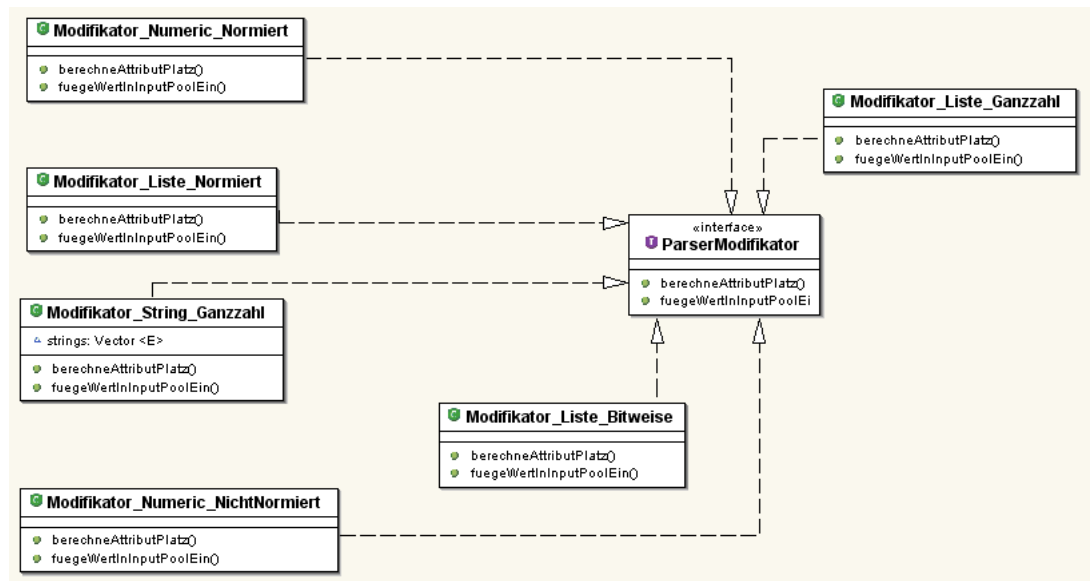 Modifikator_Numeric_Normiert
berechneAttributPlatz()
fuegeWertInInputPoolEin()
Modifikator_Liste_Ganzzahl
berechneAttributPlatz()
fuegeWertInInputPoolEin()
Modifikator_Liste_Normiert
berechneAttributPlatz()
fuegeWertInInputPoolEin()
«interface»
ParserModifikator
berechneAttributPlatz()
fuegeWertInInputPoolEi
Modifikator_String_Ganzzahl
strings: Vector <E>
berechneAttributPlatz()
fuegeWertInInputPoolEin()
Modifikator_Liste_Bitweise
berechneAttributPlatz()
fuegeWertInInputPoolEin()
Modifikator_Numeric_NichtNormiert
berechneAttributPlatz()
fuegeWertInInputPoolEin()